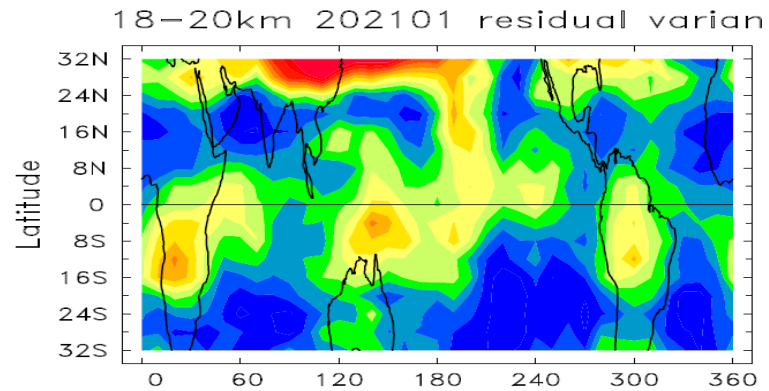 18-20km 202101 residual varian
32N
24N
16N
8N
0
8S
16S
24S
32S
Latitude
0 60 120 180 240 300 360